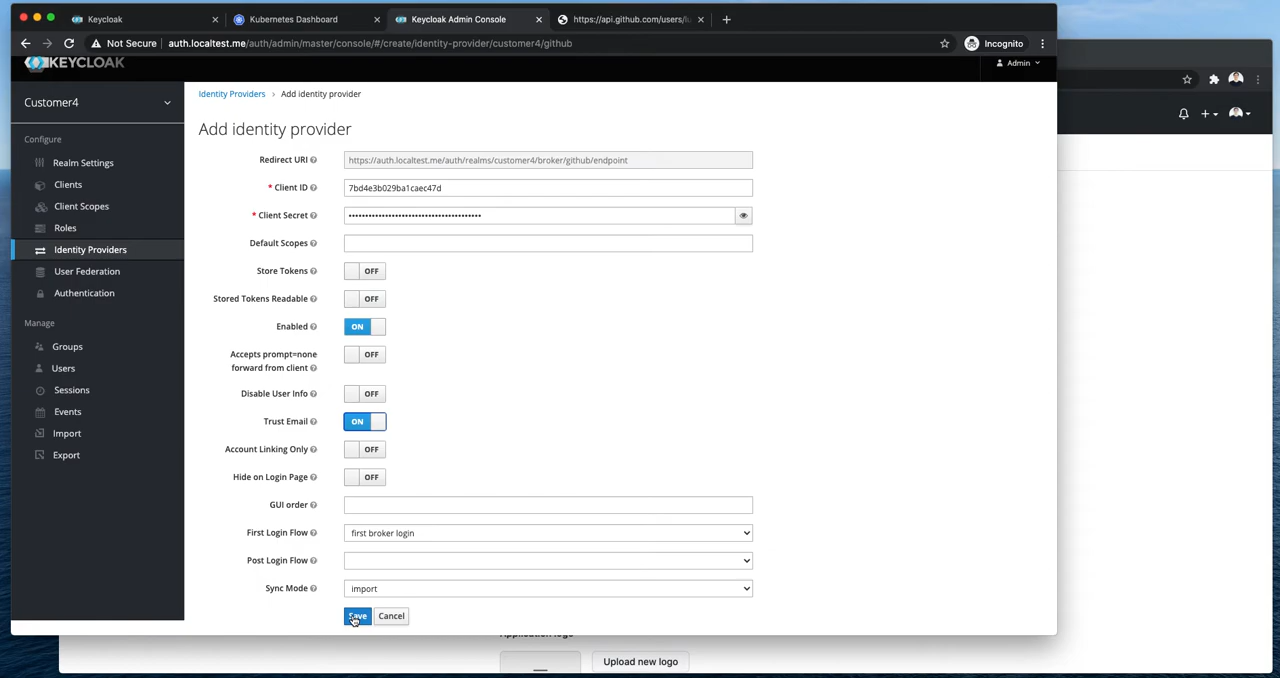 Keycloak
Kubernetes Dashboard
Keycloak Admin Console
https://api.github.com/users/lu
Not Secure
auth.localtest.me/auth/admin/master/console/#/create/identity-provider/customer4/github
Incognito
KEYCLOAK
Admin
Customer4
Identity Providers > Add identity provider
Add identity provider
Configure
Realm Settings
Clients
Client Scopes
Roles
Identity Providers
User Federation
Authentication
Manage
Groups
Users
Sessions
Events
Import
Export
Redirect URI
https://auth.localtest.me/auth/realms/customer4/broker/github/endpoint
* Client ID
7bd4e3b029ba1caec47d
* Client Secret
Default Scopes
Store Tokens
OFF
Stored Tokens Readable
OFF
Enabled
ON
Accepts prompt=none
forward from client
OFF
Disable User Info
OFF
Trust Email
ON
Account Linking Only
OFF
Hide on Login Page
OFF
GUI order
First Login Flow
first broker login
Post Login Flow
Sync Mode
import
Save
Cancel
Application logo
Upload new logo